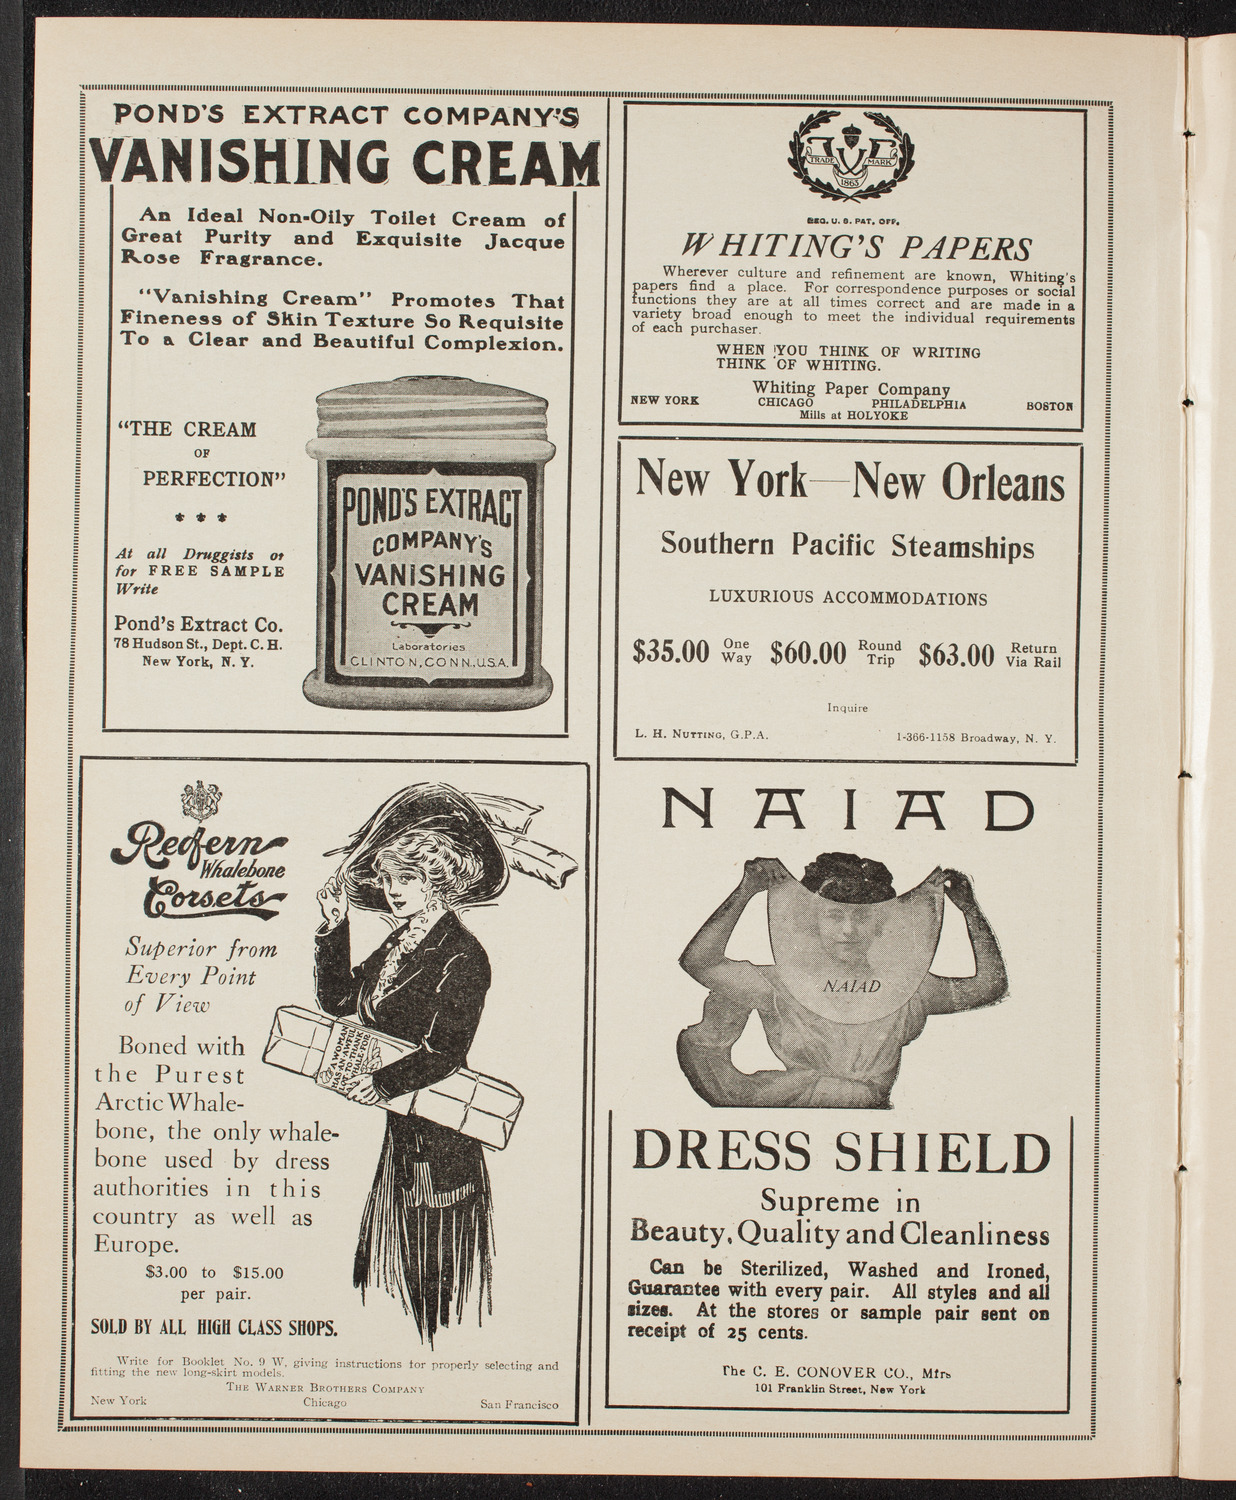 POND'S EXTRACT COMPANY'S
VANISHING CREAM
An Ideal Non-Oily Toilet Cream of
Great Purity and Exquisite Jacque
Rose Fragrance.
"Vanishing Cream" Promotes That
Fineness of Skin Texture So Requisite
To a Clear and Beautiful Complexion.
"THE CREAM
OF
PERFECTION"
* * *
At all Druggists or
for FREE SAMPLE
Write
Pond's Extract Co.
78 Hudson St., Dept. C. H.
New York, N. Y.
POND'S EXTRACT
COMPANY'S
VANISHING
CREAM
Laboratories
CLINTON, CONN., U.S.A.
Redfern
Whalebone
Corsets
Superior from
Every Point
of View
Boned with
the Purest
Arctic Whale-
bone, the only whale-
bone used by dress
authorities in this
country as well as
Europe.
$3.00 to $15.00
per pair.
SOLD BY ALL HIGH CLASS SHOPS.
A WOMAN
HAS AN AWFUL
LOT TO THANK
A WHALE FOR
Write for Booklet No. 9 W, giving instructions for properly selecting and
fitting the new long-skirt models.
THE WARNER BROTHERS COMPANY
New York Chicago San Francisco
TRADE MARK
1865
REG. U. S. PAT. OFF.
WHITING'S PAPERS
Wherever culture and refinement are known, Whiting's
papers find a place. For correspondence purposes or social
functions they are at all times correct and are made in a
variety broad enough to meet the individual requirements
of each purchaser.
WHEN YOU THINK OF WRITING
THINK OF WHITING.
Whiting Paper Company
NEW YORK CHICAGO PHILADELPHIA BOSTON
Mills at HOLYOKE
New York—New Orleans
Southern Pacific Steamships
LUXURIOUS ACCOMMODATIONS
$35.00 One Way $60.00 Round Trip $63.00 Return Via Rail
Inquire
L. H. NUTTING, G.P.A. 1-366-1158 Broadway, N. Y.
NAIAD
NAIAD
DRESS SHIELD
Supreme in
Beauty, Quality and Cleanliness
Can be Sterilized, Washed and Ironed,
Guarantee with every pair. All styles and all
sizes. At the stores or sample pair sent on
receipt of 25 cents.
The C. E. CONOVER CO., Mfrs
101 Franklin Street, New York